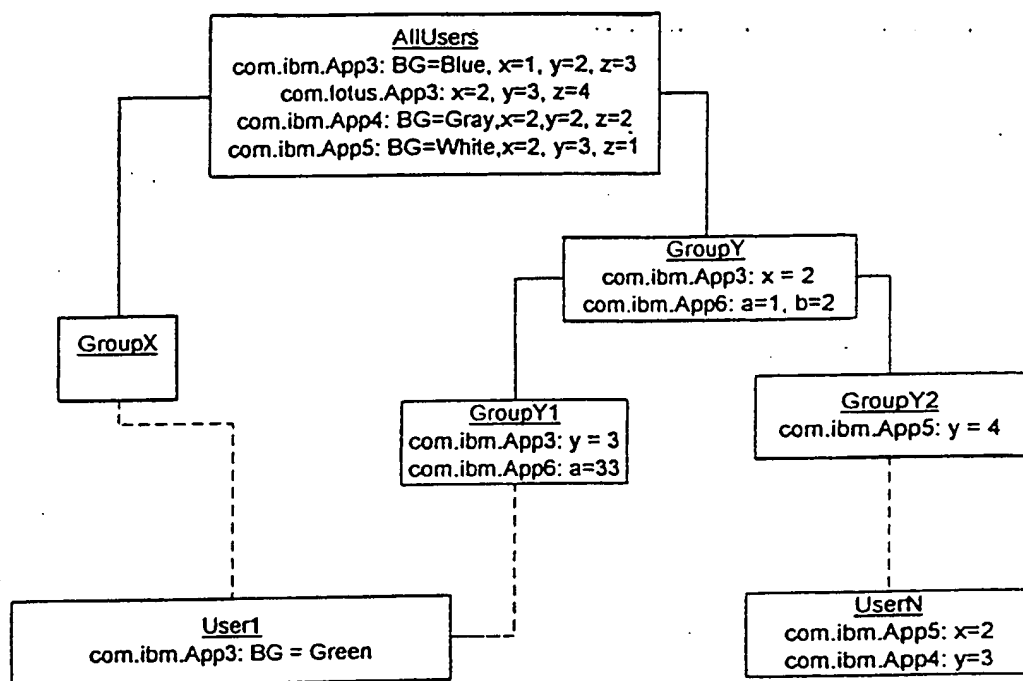 AllUsers
com.ibm.App3: BG=Blue, x=1, y=2, z=3
com.lotus.App3: x=2, y=3, z=4
com.ibm.App4: BG=Gray,x=2,y=2, z=2
com.ibm.App5: BG=White,x=2, y=3, z=1
GroupY
com.ibm.App3: x = 2
com.ibm.App6: a=1, b=2
GroupX
GroupY1
com.ibm.App3: y = 3
com.ibm.App6: a=33
GroupY2
com.ibm.App5: y = 4
User1
com.ibm.App3: BG = Green
UserN
com.ibm.App5: x=2
com.ibm.App4: y=3